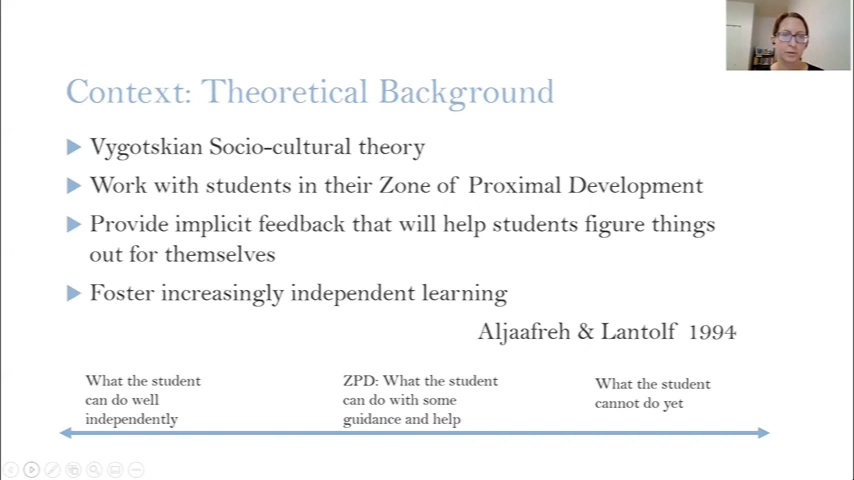 Context: Theoretical Background
Vygotskian Socio-cultural theory
Work with students in their Zone of Proximal Development
Provide implicit feedback that will help students figure things
out for themselves
Foster increasingly independent learning
Aljaafreh & Lantolf 1994
What the student
can do well
independently
ZPD: What the student
can do with some
guidance and help
What the student
cannot do yet